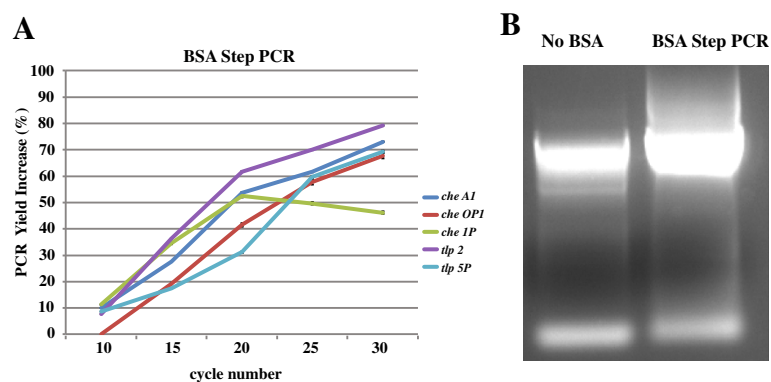 A
BSA Step PCR
PCR Yield Increase (%)
100
90
80
70
60
50
40
30
20
10
0
10 15 20 25 30
cycle number
che A1
che OP1
che 1P
tlp 2
tlp 5P
B
No BSA BSA Step PCR